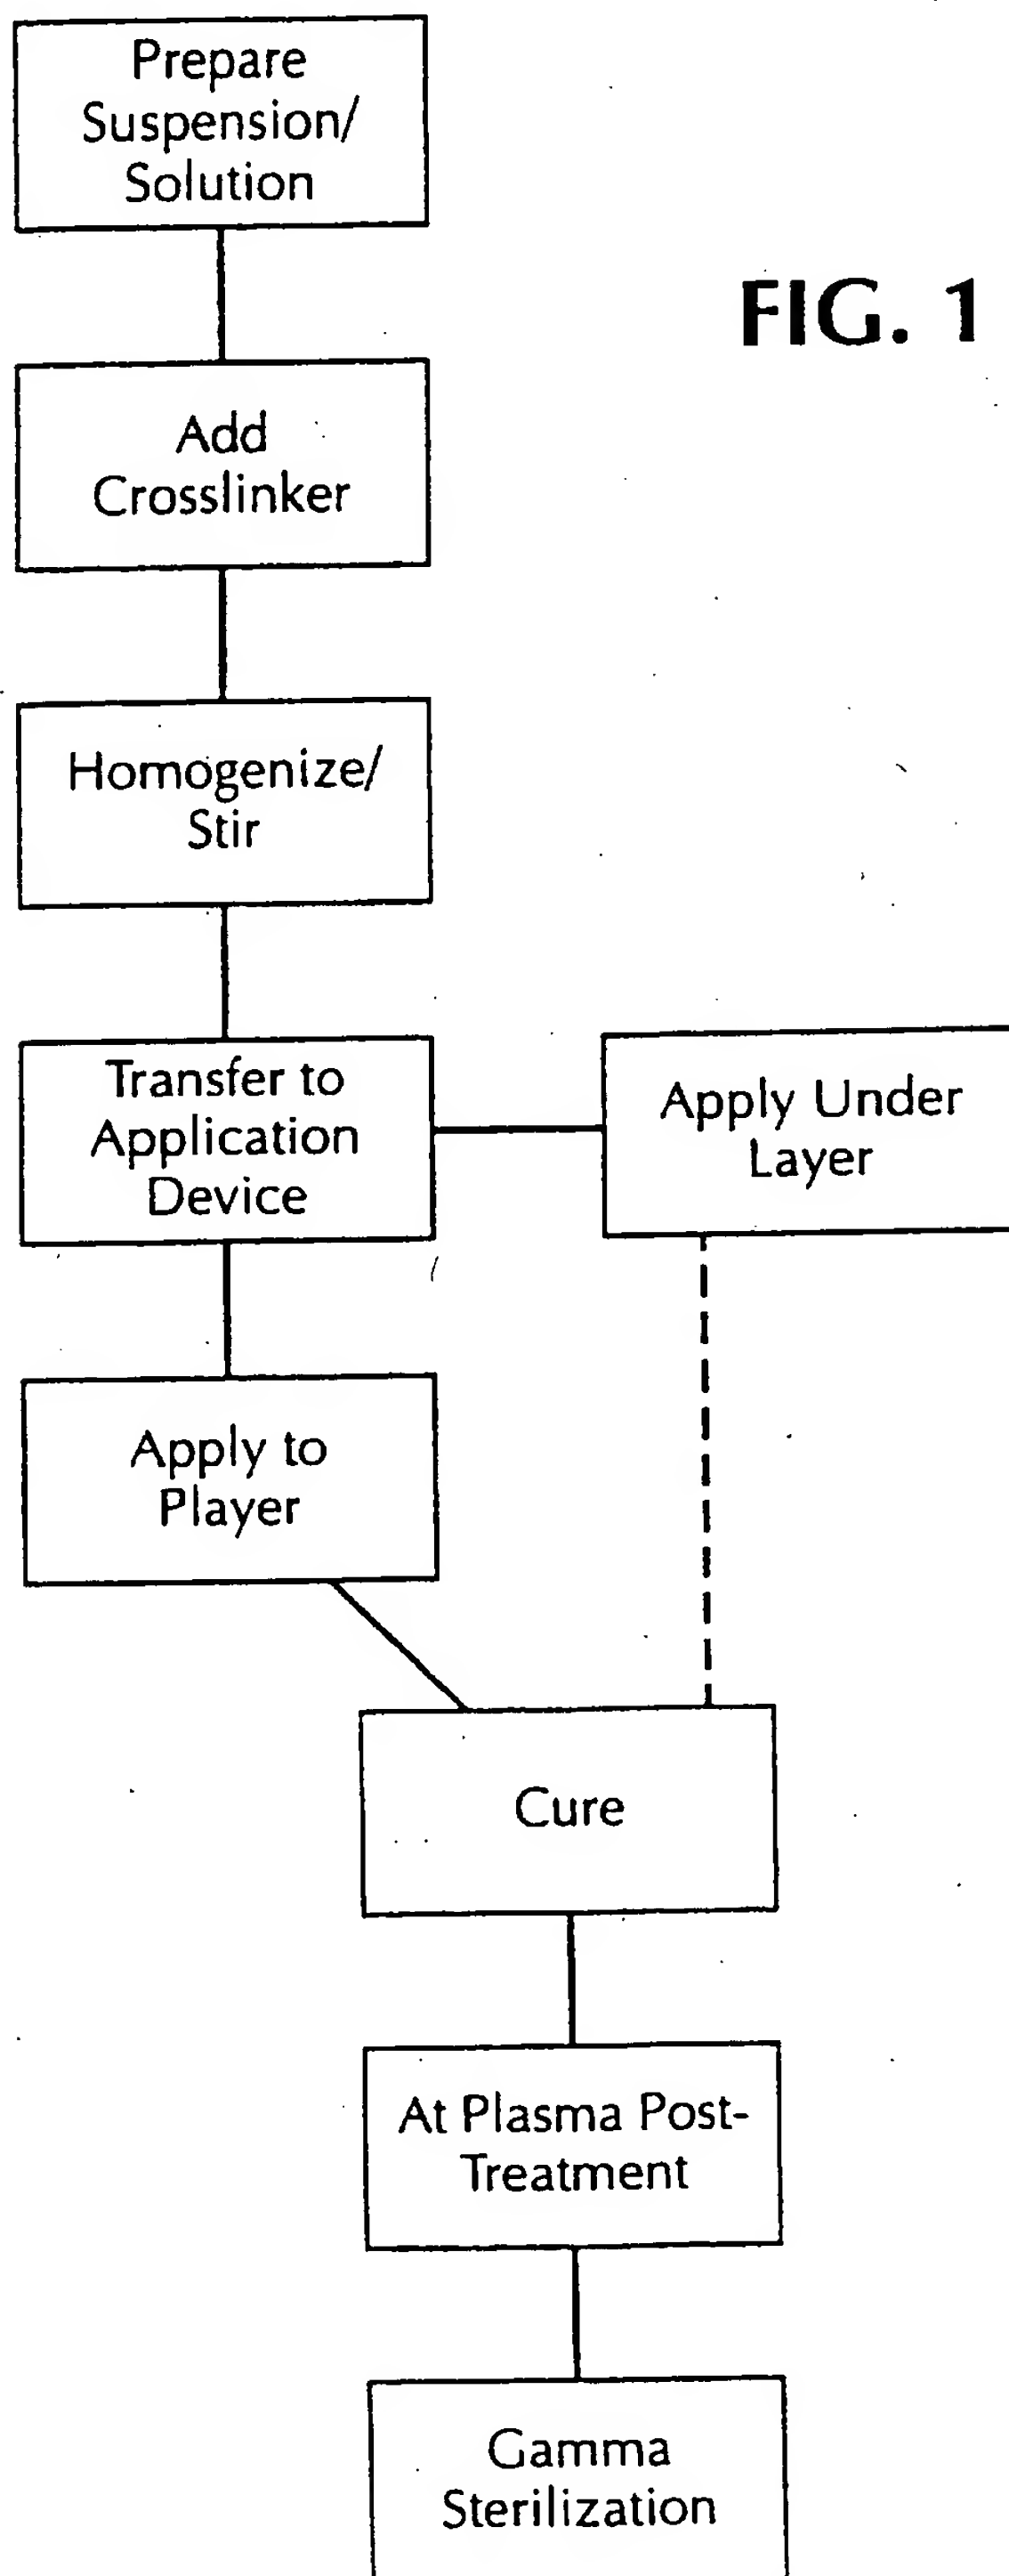 Prepare
Suspension/
Solution
FIG. 1
Add
Crosslinker
Homogenize/
Stir
Transfer to
Application
Device
Apply Under
Layer
Apply to
Player
Cure
At Plasma Post-
Treatment
Gamma
Sterilization